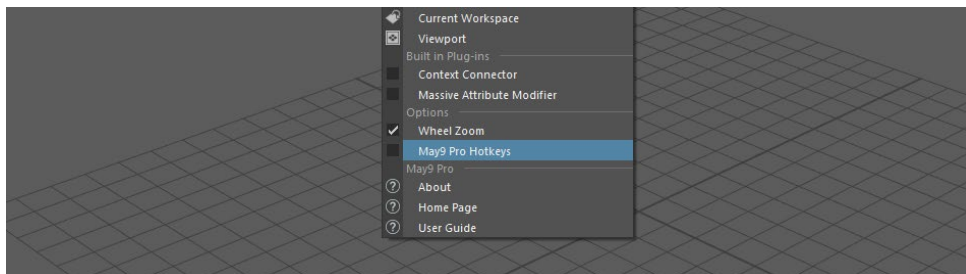 Current Workspace
Viewport
Built in Plug-ins
Context Connector
Massive Attribute Modifier
Options
Wheel Zoom
May9 Pro Hotkeys
May9 Pro
About
Home Page
User Guide